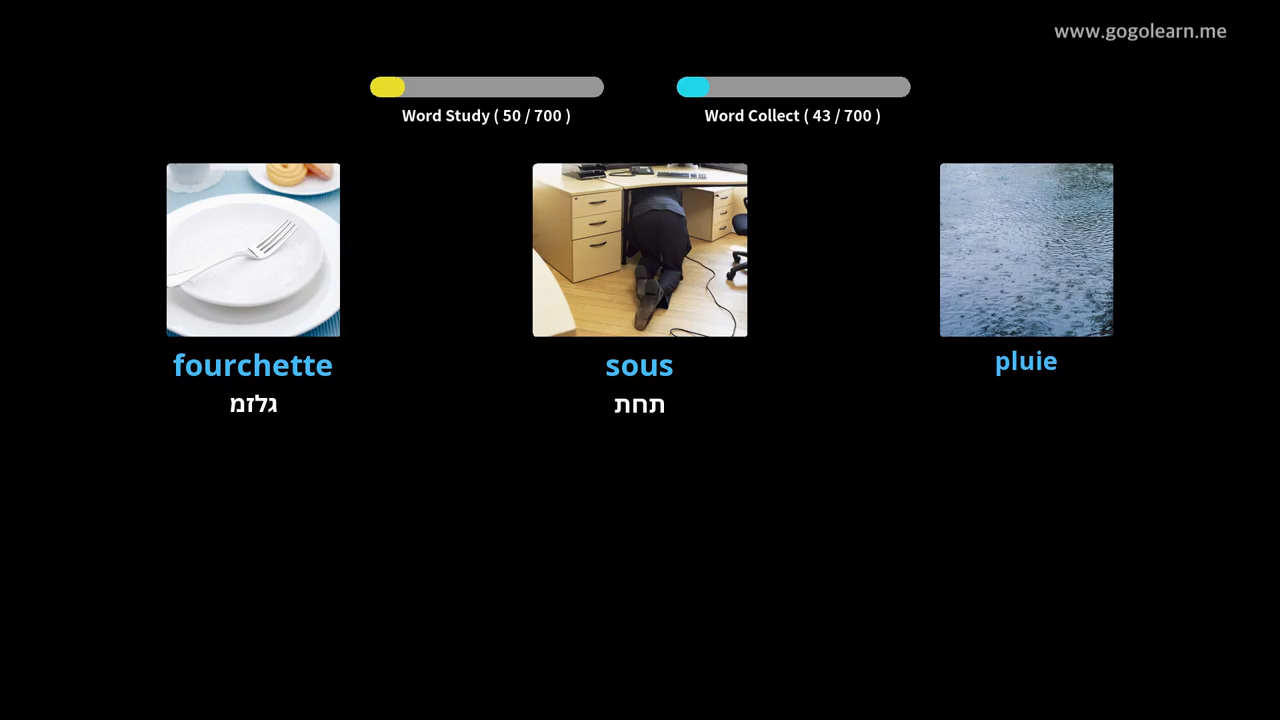 www.gogolearn.me
Word Study ( 50 / 700 )
Word Collect ( 43 / 700 )
fourchette
גלזמ
sous
תחת
pluie